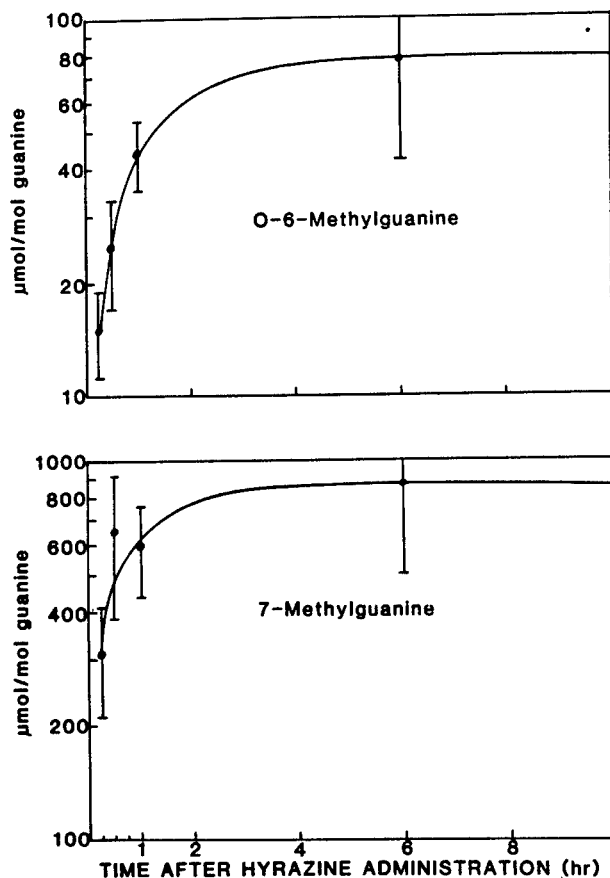 100
80
60
40
20
10
µmol/mol guanine
O-6-Methylguanine
1000
800
600
400
200
100
µmol/mol guanine
7-Methylguanine
1 2 4 6 8
TIME AFTER HYRAZINE ADMINISTRATION (hr)